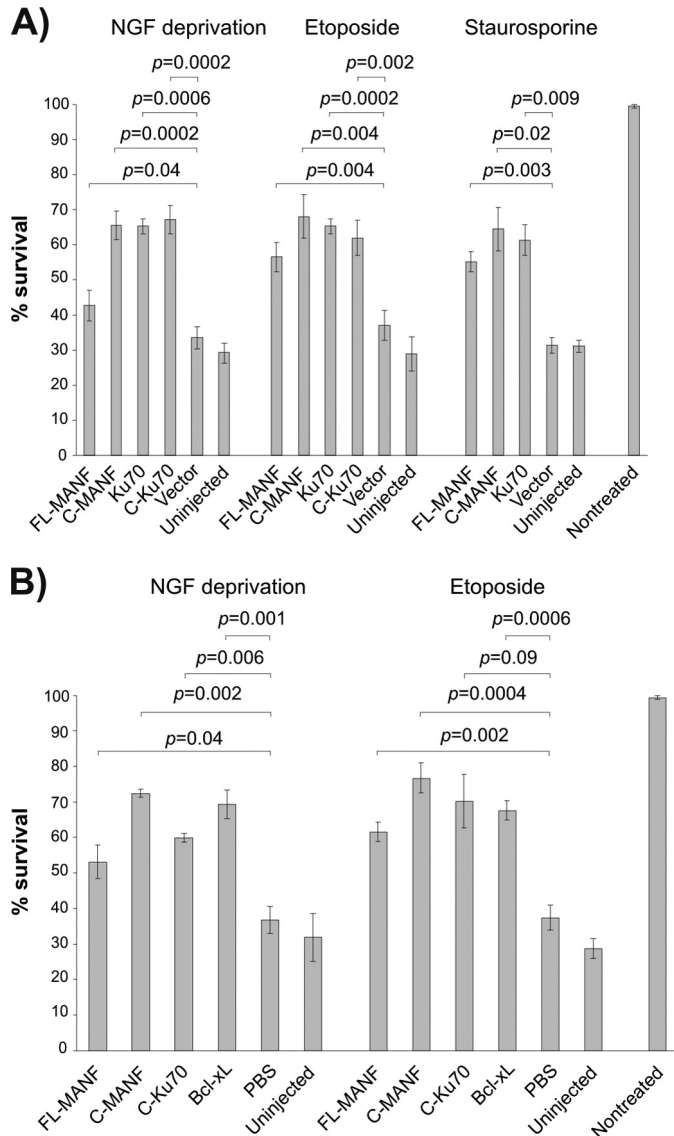 A)
NGF deprivation Etoposide Staurosporine
p=0.0002 p=0.002
p=0.0006 p=0.0002 p=0.009
p=0.0002 p=0.004 p=0.02
p=0.04 p=0.004 p=0.003
% survival
100
90
80
70
60
50
40
30
20
10
0
FL-MANF C-MANF Ku70 C-Ku70 Vector Uninjected FL-MANF C-MANF Ku70 C-Ku70 Vector Uninjected FL-MANF C-MANF Ku70 Vector Uninjected Nontreated
B)
NGF deprivation Etoposide
p=0.001 p=0.0006
p=0.006 p=0.09
p=0.002 p=0.0004
p=0.04 p=0.002
% survival
100
90
80
70
60
50
40
30
20
10
0
FL-MANF C-MANF C-Ku70 Bcl-xL PBS Uninjected FL-MANF C-MANF C-Ku70 Bcl-xL PBS Uninjected Nontreated